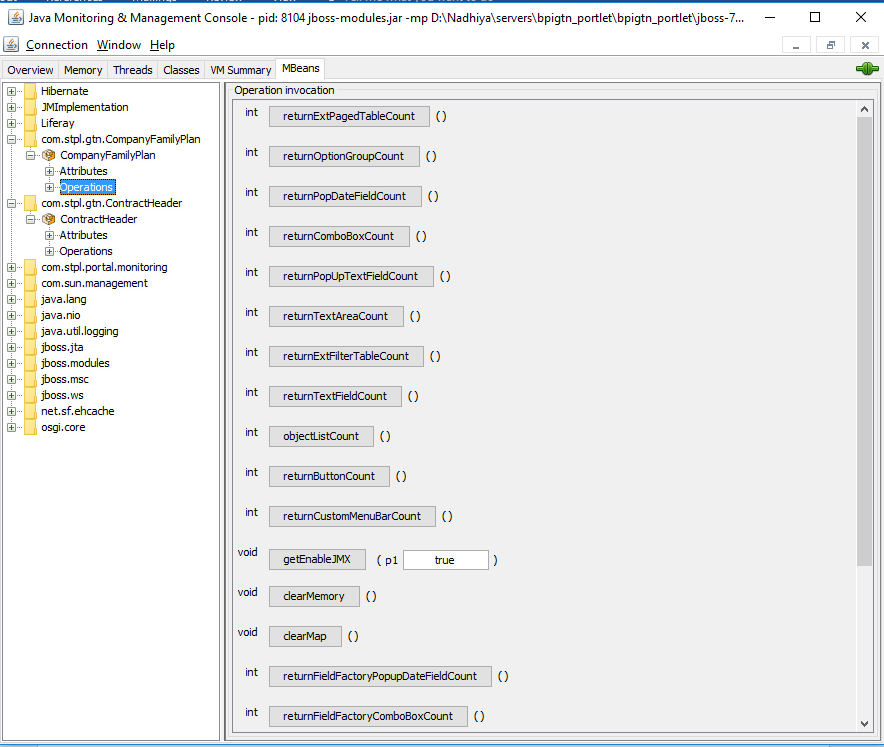 Java Monitoring & Management Console - pid: 8104 jboss-modules.jar -mp D:\Nadhiya\servers\bpigtn_portlet\bpigtn_portlet\jboss-7...
Connection Window Help
Overview Memory Threads Classes VM Summary MBeans
Hibernate
JMImplementation
Liferay
com.stpl.gtn.CompanyFamilyPlan
CompanyFamilyPlan
Attributes
Operations
com.stpl.gtn.ContractHeader
ContractHeader
Attributes
Operations
com.stpl.portal.monitoring
com.sun.management
java.lang
java.nio
java.util.logging
jboss.jta
jboss.modules
jboss.msc
jboss.ws
net.sf.ehcache
osgi.core
Operation invocation
int returnExtPagedTableCount ()
int returnOptionGroupCount ()
int returnPopDateFieldCount ()
int returnComboBoxCount ()
int returnPopUpTextFieldCount ()
int returnTextAreaCount ()
int returnExtFilterTableCount ()
int returnTextFieldCount ()
int objectListCount ()
int returnButtonCount ()
int returnCustomMenuBarCount ()
void getEnableJMX ( p1 true )
void clearMemory ()
void clearMap ()
int returnFieldFactoryPopupDateFieldCount ()
int returnFieldFactoryComboBoxCount ()